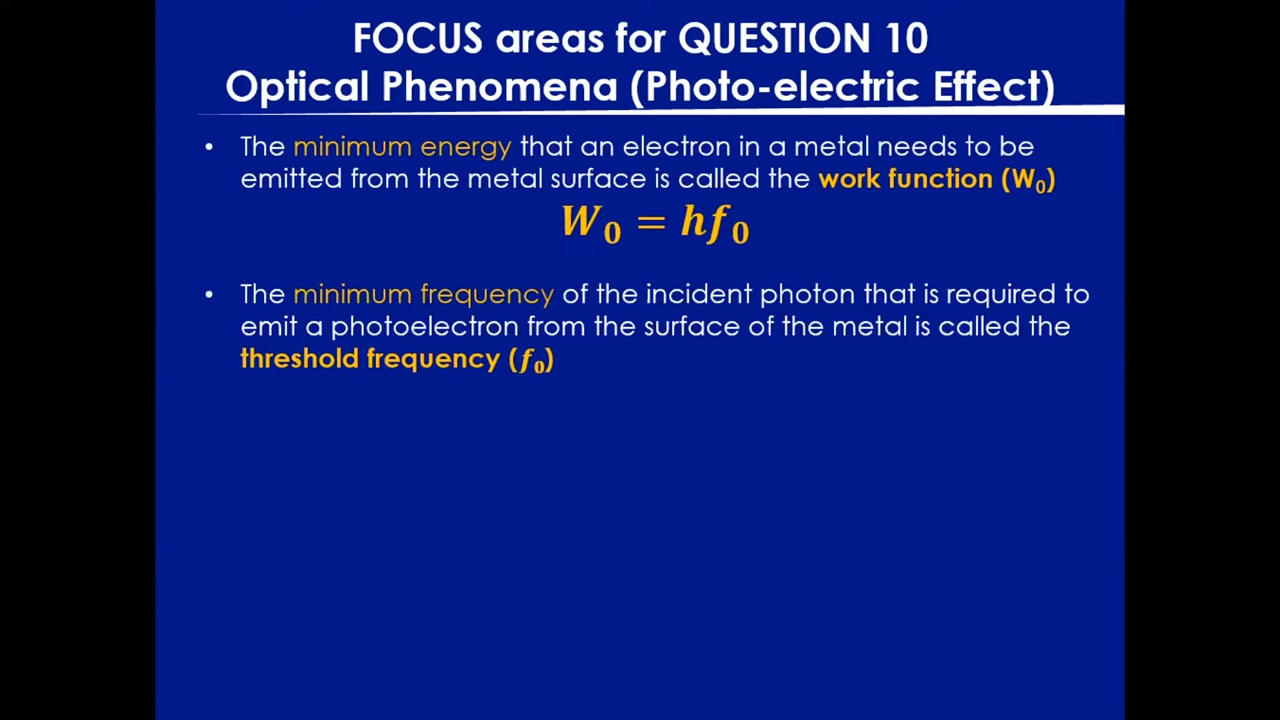 FOCUS areas for QUESTION 10
Optical Phenomena (Photo-electric Effect)
• The minimum energy that an electron in a metal needs to be
emitted from the metal surface is called the work function (W₀)
W₀ = hf₀
• The minimum frequency of the incident photon that is required to
emit a photoelectron from the surface of the metal is called the
threshold frequency (f₀)